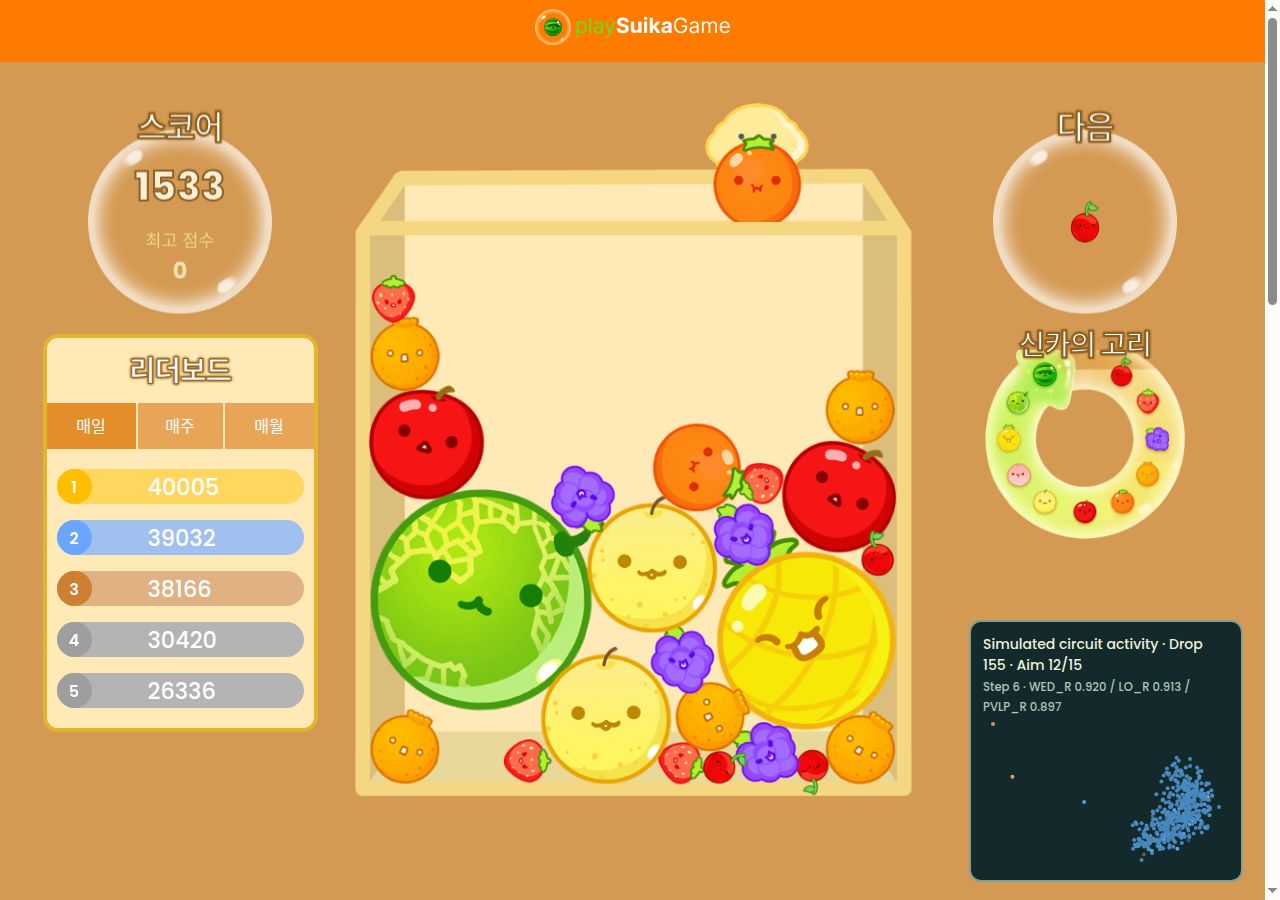 playSuikaGame
스코어
1533
최고 점수
0
다음
신카의 고리
리더보드
매일 매주 매월
1 40005
2 39032
3 38166
4 30420
5 26336
Simulated circuit activity · Drop
155 · Aim 12/15
Step 6 · WED_R 0.920 / LO_R 0.913 /
PVLP_R 0.897